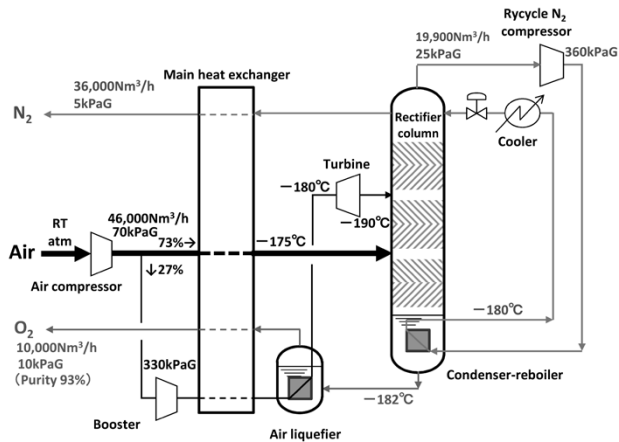 Rycycle N₂
compressor
19,900Nm³/h
25kPaG
360kPaG
Main heat exchanger
36,000Nm³/h
5kPaG
N₂
Rectifier
column
Cooler
Turbine
−180℃
−190℃
RT
atm
46,000Nm³/h
70kPaG
73%→
−175℃
Air
↓27%
Air compressor
−180℃
O₂
10,000Nm³/h
10kPaG
(Purity 93%)
330kPaG
Condenser-reboiler
−182℃
Booster
Air liquefier